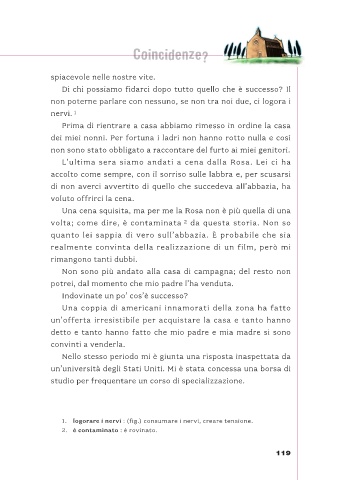 Coincidenze?
spiacevole nelle nostre vite.
Di chi possiamo fidarci dopo tutto quello che è successo? Il
non poterne parlare con nessuno, se non tra noi due, ci logora i
nervi. 1
Prima di rientrare a casa abbiamo rimesso in ordine la casa
dei miei nonni. Per fortuna i ladri non hanno rotto nulla e così
non sono stato obbligato a raccontare del furto ai miei genitori.
L'ultima sera siamo andati a cena dalla Rosa. Lei ci ha
accolto come sempre, con il sorriso sulle labbra e, per scusarsi
di non averci avvertito di quello che succedeva all'abbazia, ha
voluto offrirci la cena.
Una cena squisita, ma per me la Rosa non è più quella di una
volta; come dire, è contaminata 2 da questa storia. Non so
quanto lei sappia di vero sull'abbazia. È probabile che sia
realmente convinta della realizzazione di un film, però mi
rimangono tanti dubbi.
Non sono più andato alla casa di campagna; del resto non
potrei, dal momento che mio padre l'ha venduta.
Indovinate un po' cos'è successo?
Una coppia di americani innamorati della zona ha fatto
un'offerta irresistibile per acquistare la casa e tanto hanno
detto e tanto hanno fatto che mio padre e mia madre si sono
convinti a venderla.
Nello stesso periodo mi è giunta una risposta inaspettata da
un'università degli Stati Uniti. Mi è stata concessa una borsa di
studio per frequentare un corso di specializzazione.
1. logorare i nervi : (fig.) consumare i nervi, creare tensione.
2. è contaminato : è rovinato.
119